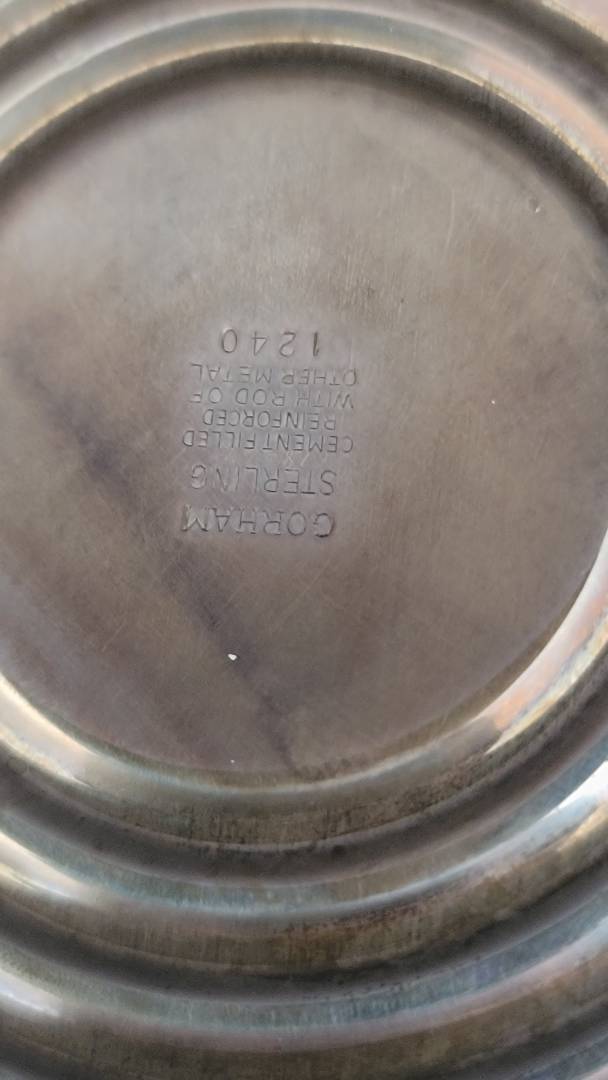 GORHAM
STERLING
CEMENT FILLED
REINFORCED
WITH ROD OF
OTHER METAL
1240